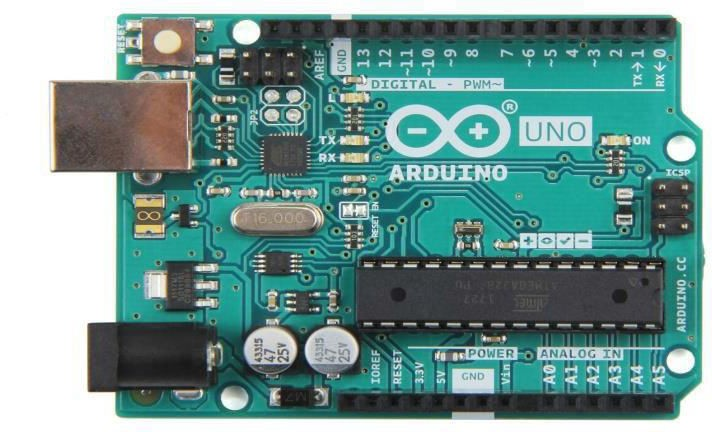 RESET
AREF
GND
13
12
~11
~10
~9
8
7
~6
~5
4
~3
2
TX→1
RX←0
DIGITAL - PWM~
L
TX
RX
ARDUINO
®
UNO
ON
ICSP
T16.000
RESET EN
ATMEGA328P-PU
1727
ARDUINO.CC
43315
47
25V
43315
47
25V
M7
IOREF
RESET
3.3V
5V
POWER
GND
Vin
ANALOG IN
A0
A1
A2
A3
A4
A5